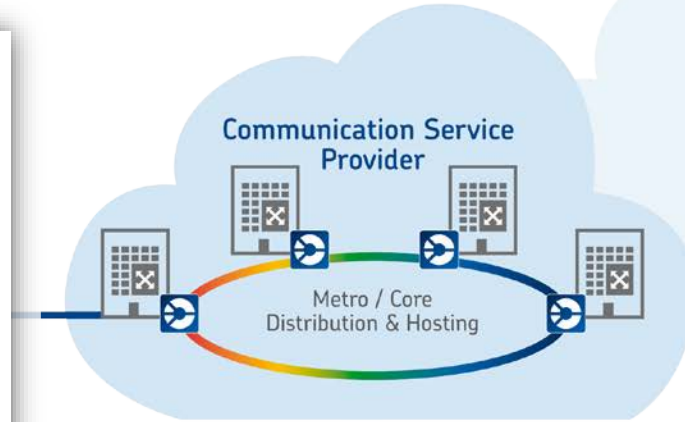 Communication Service
Provider
Metro / Core
Distribution & Hosting